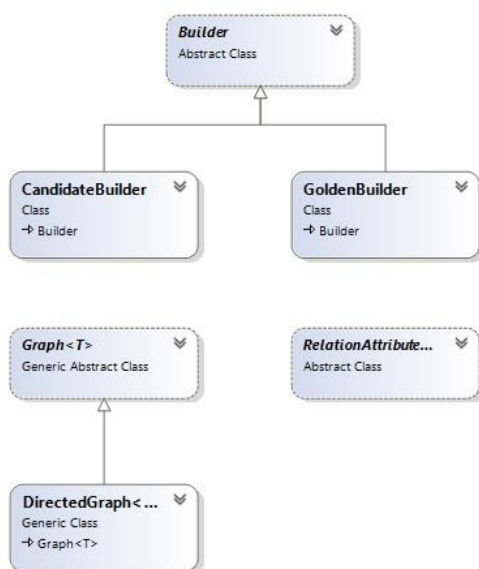 Builder
Abstract Class
CandidateBuilder
Class
Builder
GoldenBuilder
Class
Builder
Graph<T>
Generic Abstract Class
RelationAttribute...
Abstract Class
DirectedGraph< ...
Generic Class
Graph<T>